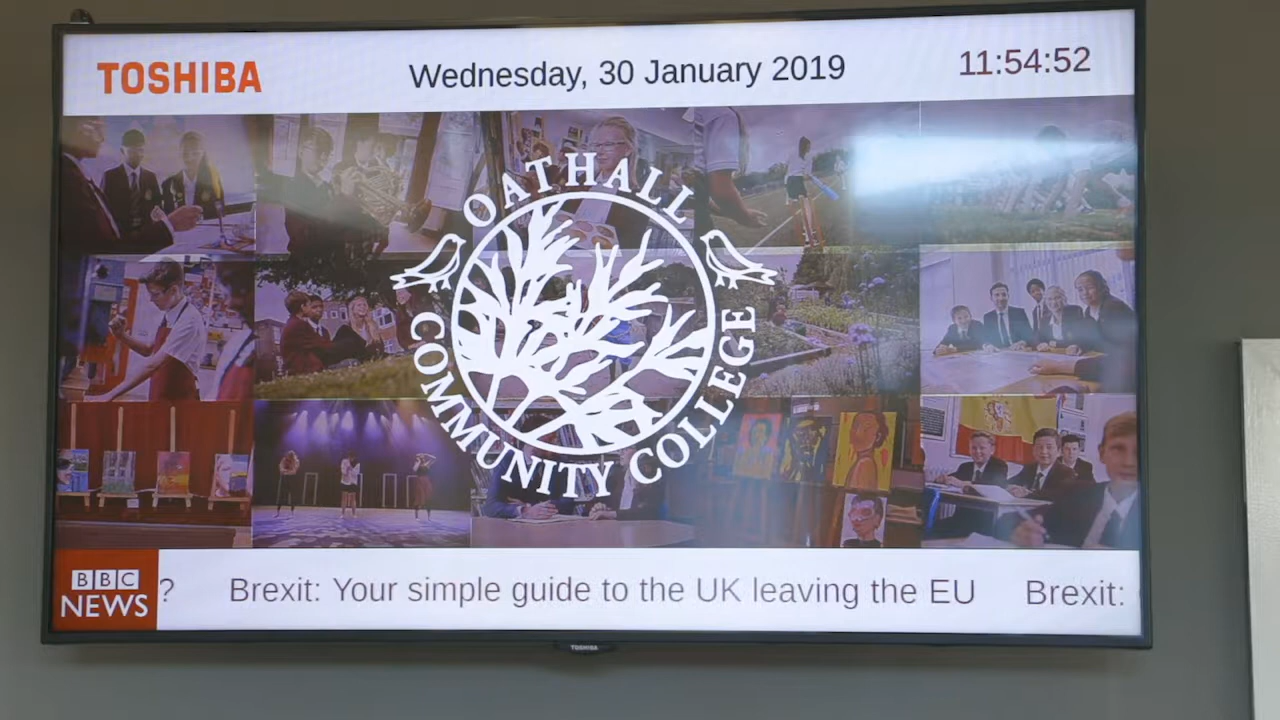 TOSHIBA
Wednesday, 30 January 2019
11:54:52
OATHALL
COMMUNITY COLLEGE
BBC
NEWS
? Brexit: Your simple guide to the UK leaving the EU Brexit:
TOSHIBA